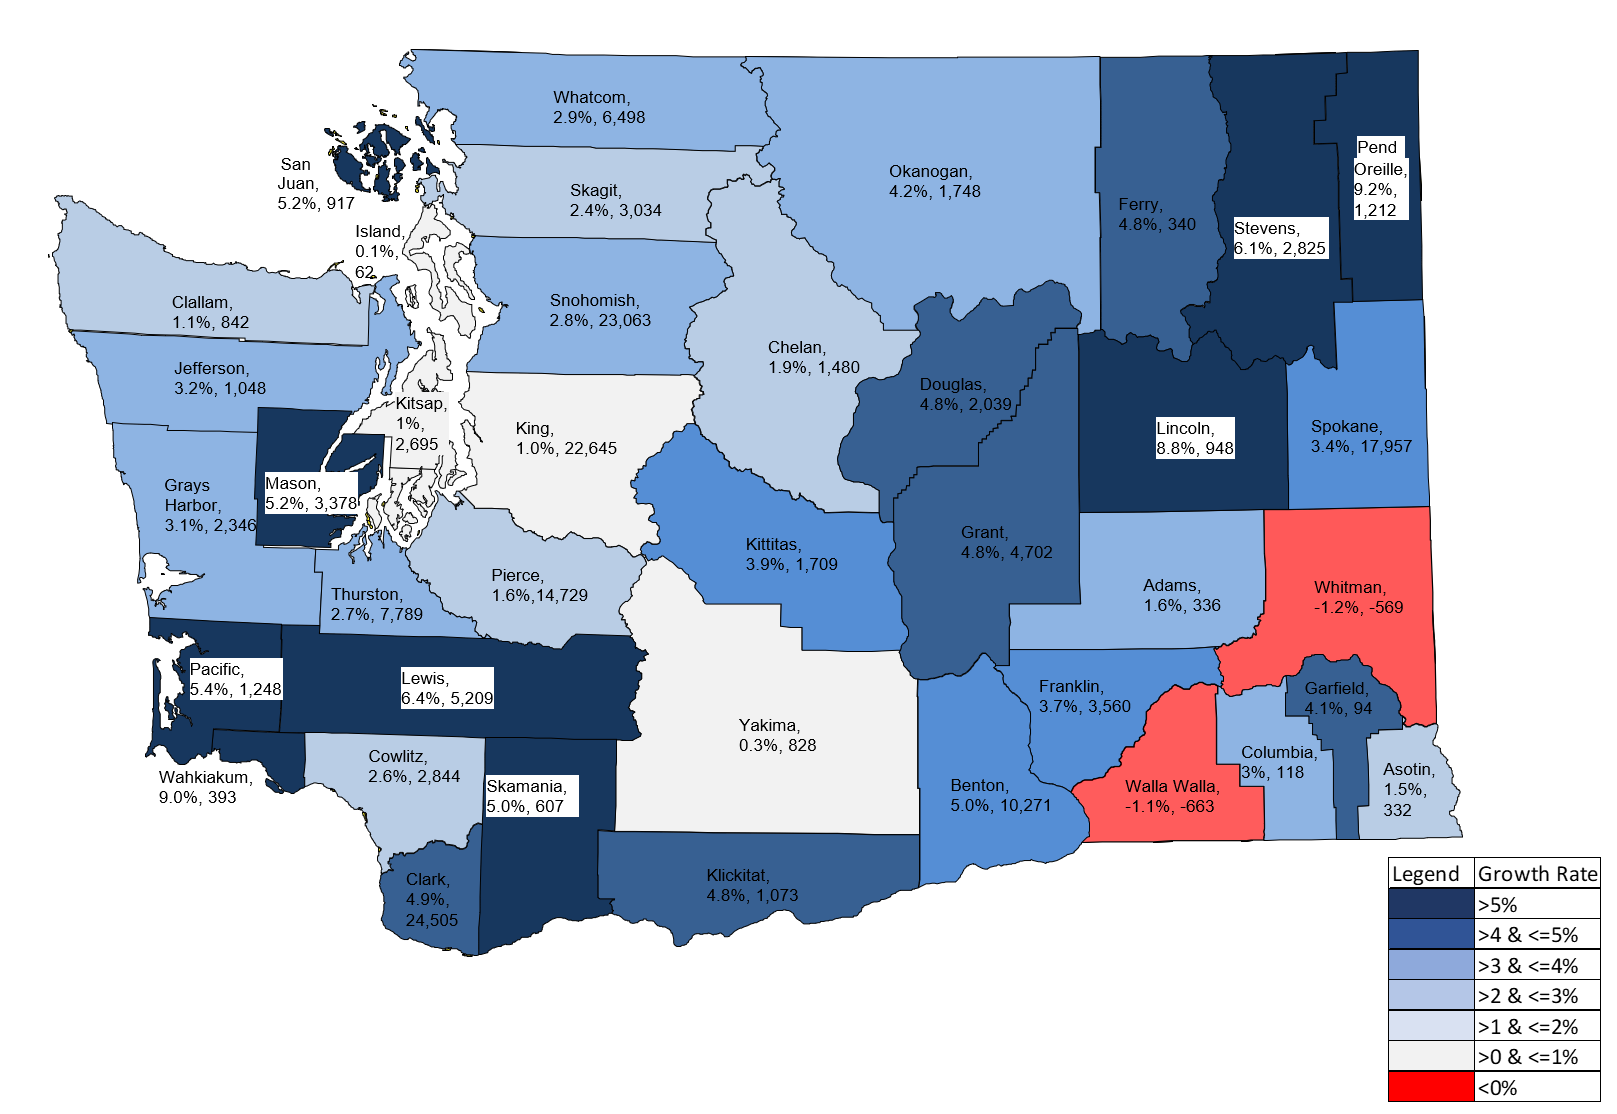 Whatcom,
2.9%, 6,498
San
Juan,
5.2%, 917
Skagit,
2.4%, 3,034
Island,
0.1%,
62
Okanogan,
4.2%, 1,748
Ferry,
4.8%, 340
Stevens,
6.1%, 2,825
Pend
Oreille,
9.2%,
1,212
Clallam,
1.1%, 842
Snohomish,
2.8%, 23,063
Jefferson,
3.2%, 1,048
Chelan,
1.9%, 1,480
Douglas,
4.8%, 2,039
Kitsap,
1%,
2,695
King,
1.0%, 22,645
Lincoln,
8.8%, 948
Spokane,
3.4%, 17,957
Grays
Harbor,
3.1%, 2,346
Mason,
5.2%, 3,378
Kittitas,
3.9%, 1,709
Grant,
4.8%, 4,702
Pierce,
1.6%,14,729
Thurston,
2.7%, 7,789
Adams,
1.6%, 336
Whitman,
-1.2%, -569
Pacific,
5.4%, 1,248
Lewis,
6.4%, 5,209
Yakima,
0.3%, 828
Franklin,
3.7%, 3,560
Garfield,
4.1%, 94
Wahkiakum,
9.0%, 393
Cowlitz,
2.6%, 2,844
Skamania,
5.0%, 607
Benton,
5.0%, 10,271
Walla Walla,
-1.1%, -663
Columbia,
3%, 118
Asotin,
1.5%,
332
Clark,
4.9%,
24,505
Klickitat,
4.8%, 1,073
Legend Growth Rate
>5%
>4 & <=5%
>3 & <=4%
>2 & <=3%
>1 & <=2%
>0 & <=1%
<0%